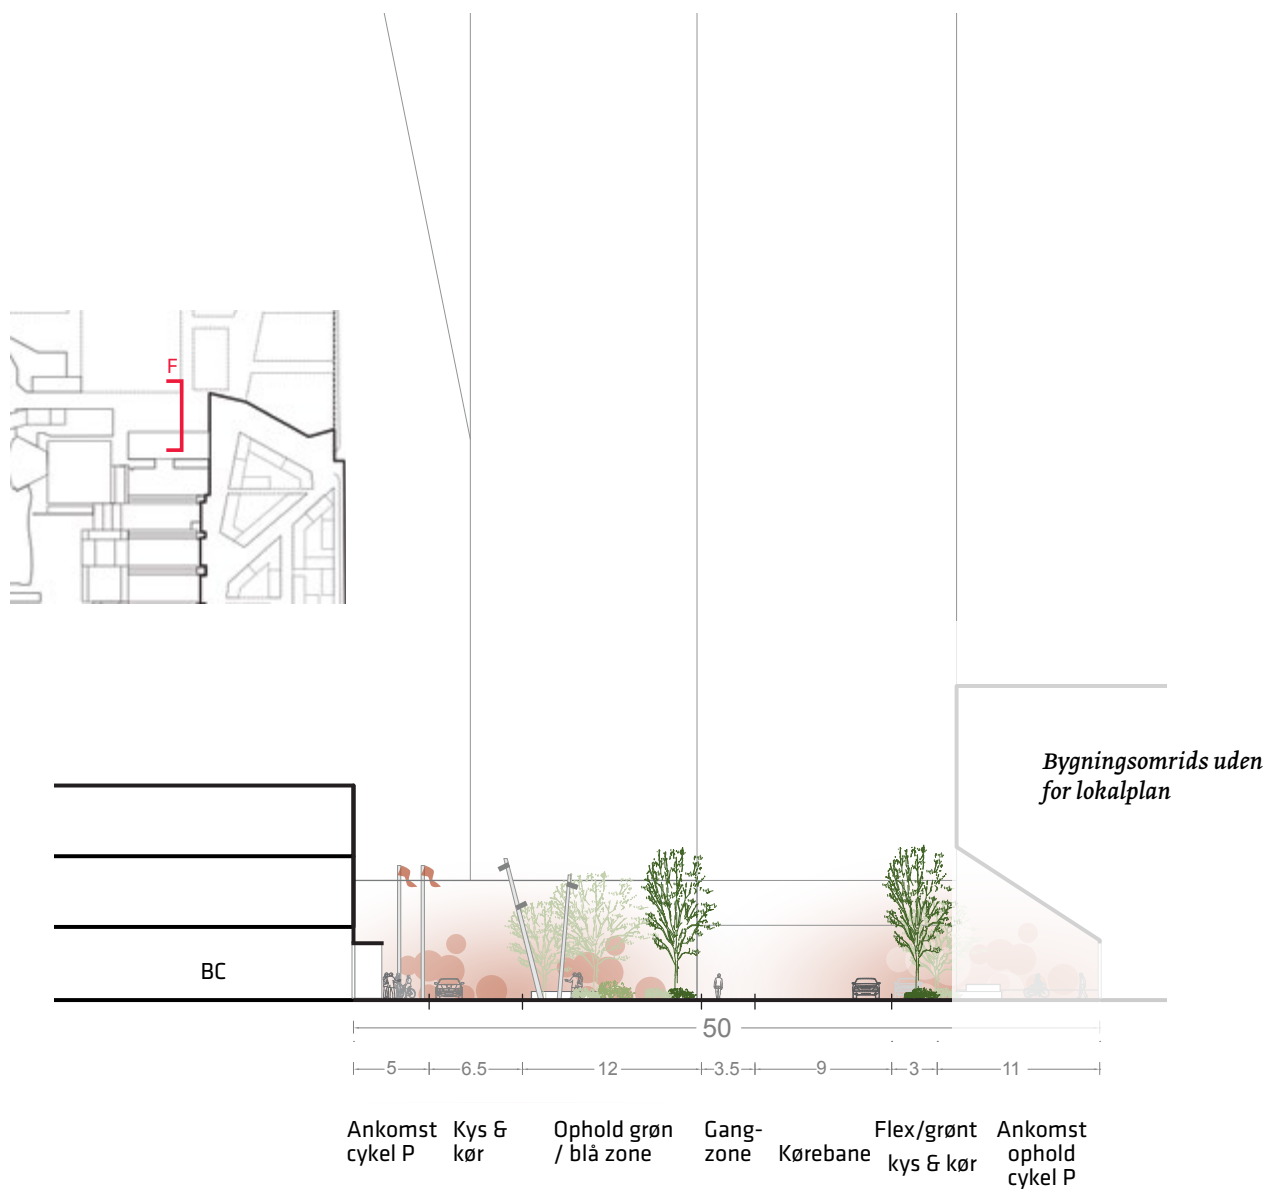 F
Bygningsomrids uden
for lokalplan
BC
50
5 6.5 12 3.5 9 3 11
Ankomst
cykel P
Kys &
kør
Ophold grøn
/ blå zone
Gang-
zone
Kørebane
Flex/grønt
kys & kør
Ankomst
ophold
cykel P